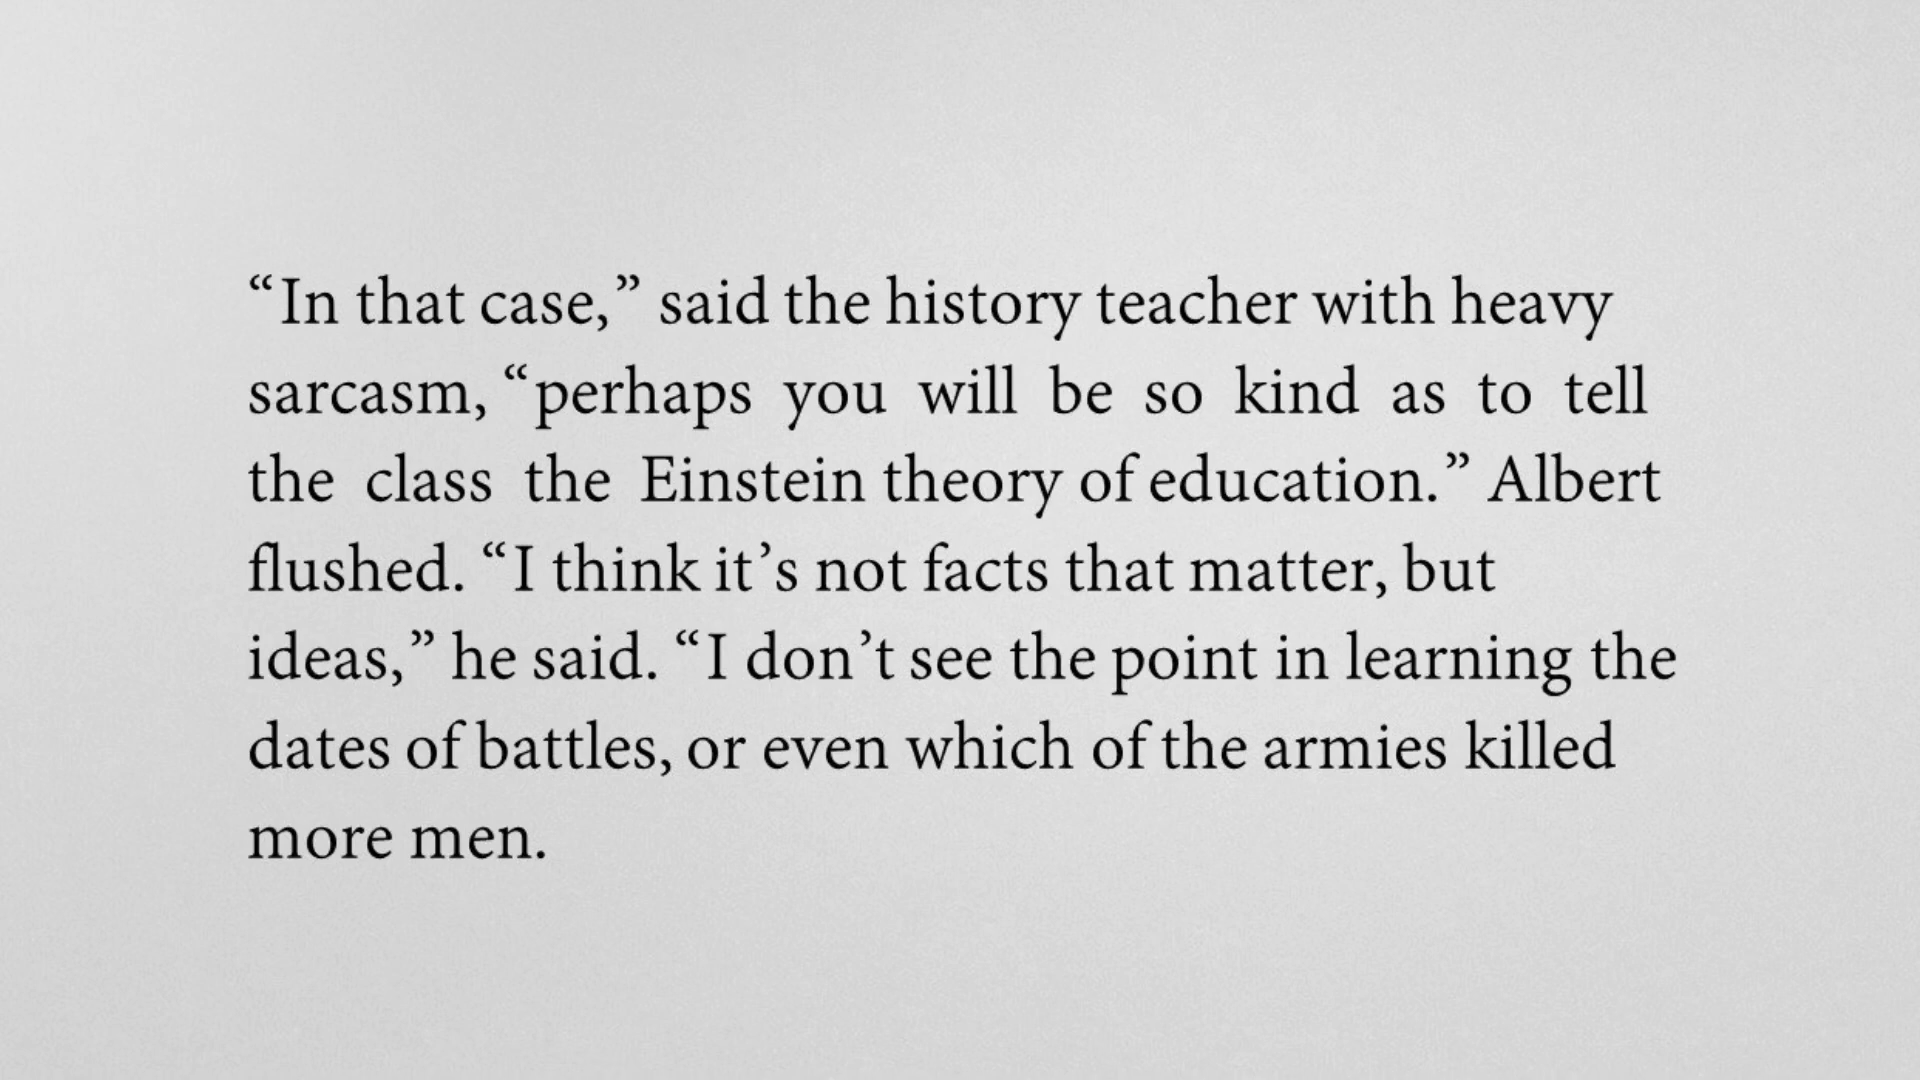 “In that case,” said the history teacher with heavy
sarcasm, “perhaps you will be so kind as to tell
the class the Einstein theory of education.” Albert
flushed. “I think it’s not facts that matter, but
ideas,” he said. “I don’t see the point in learning the
dates of battles, or even which of the armies killed
more men.